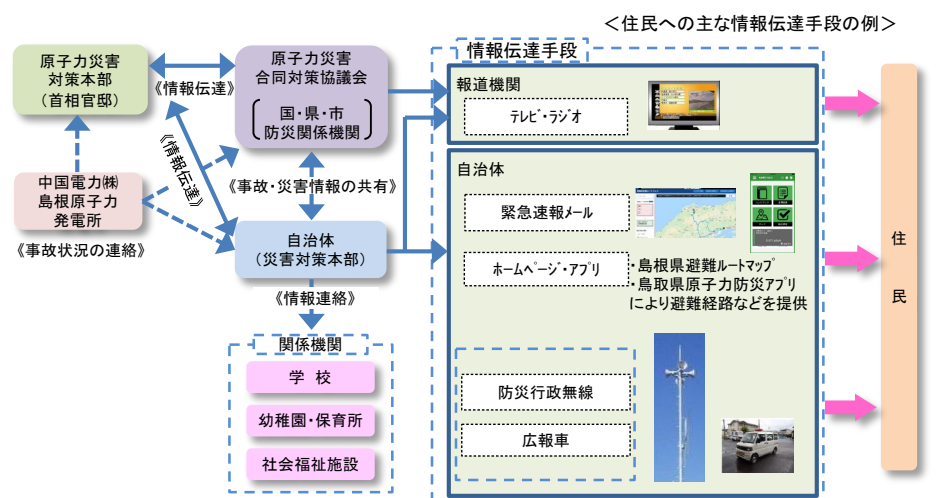 ＜住民への主な情報伝達手段の例＞
原子力災害
対策本部
（首相官邸）
《情報伝達》
原子力災害
合同対策協議会
国・県・市
防災関係機関
《情報伝達》
中国電力㈱
島根原子力
発電所
《事故状況の連絡》
《事故・災害情報の共有》
自治体
（災害対策本部）
《情報連絡》
関係機関
学 校
幼稚園・保育所
社会福祉施設
情報伝達手段
報道機関
ﾃﾚﾋﾞ・ﾗｼﾞｵ
自治体
緊急速報ﾒｰﾙ
ﾎｰﾑﾍﾟｰｼﾞ・ｱﾌﾟﾘ
・島根県避難ﾙｰﾄﾏｯﾌﾟ
・鳥取県原子力防災ｱﾌﾟﾘ
により避難経路などを提供
防災行政無線
広報車
住
民